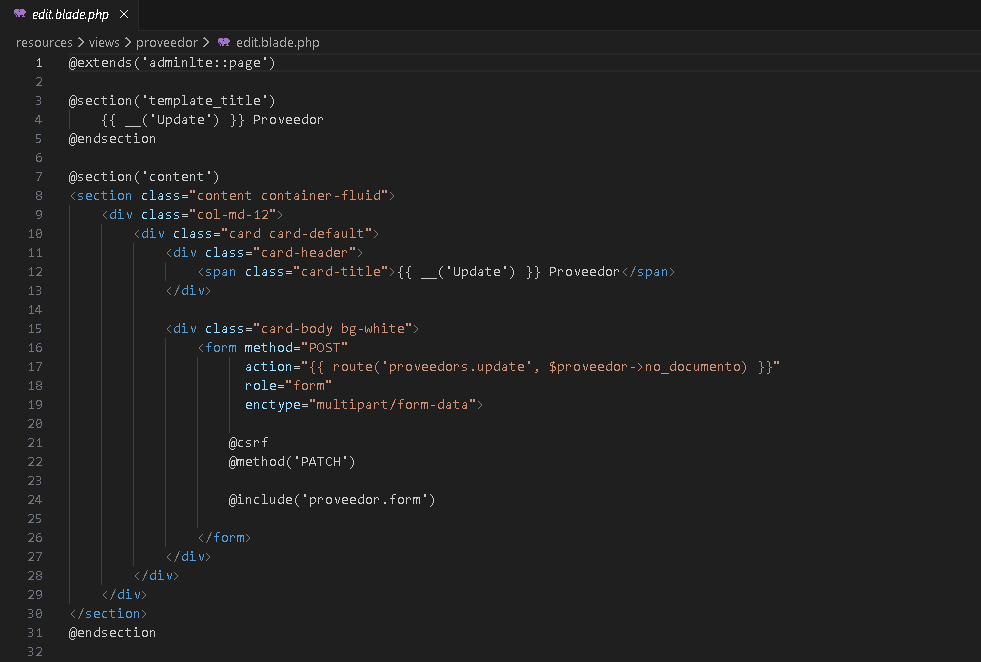 edit.blade.php ×
resources > views > proveedor > edit.blade.php
1 @extends('adminlte::page')
2
3 @section('template_title')
4     {{ __('Update') }} Proveedor
5 @endsection
6
7 @section('content')
8 <section class="content container-fluid">
9     <div class="col-md-12">
10         <div class="card card-default">
11             <div class="card-header">
12                 <span class="card-title">{{ __('Update') }} Proveedor</span>
13             </div>
14
15             <div class="card-body bg-white">
16                 <form method="POST"
17                       action="{{ route('proveedors.update', $proveedor->no_documento) }}"
18                       role="form"
19                       enctype="multipart/form-data">
20
21                     @csrf
22                     @method('PATCH')
23
24                     @include('proveedor.form')
25
26                 </form>
27             </div>
28         </div>
29     </div>
30 </section>
31 @endsection
32